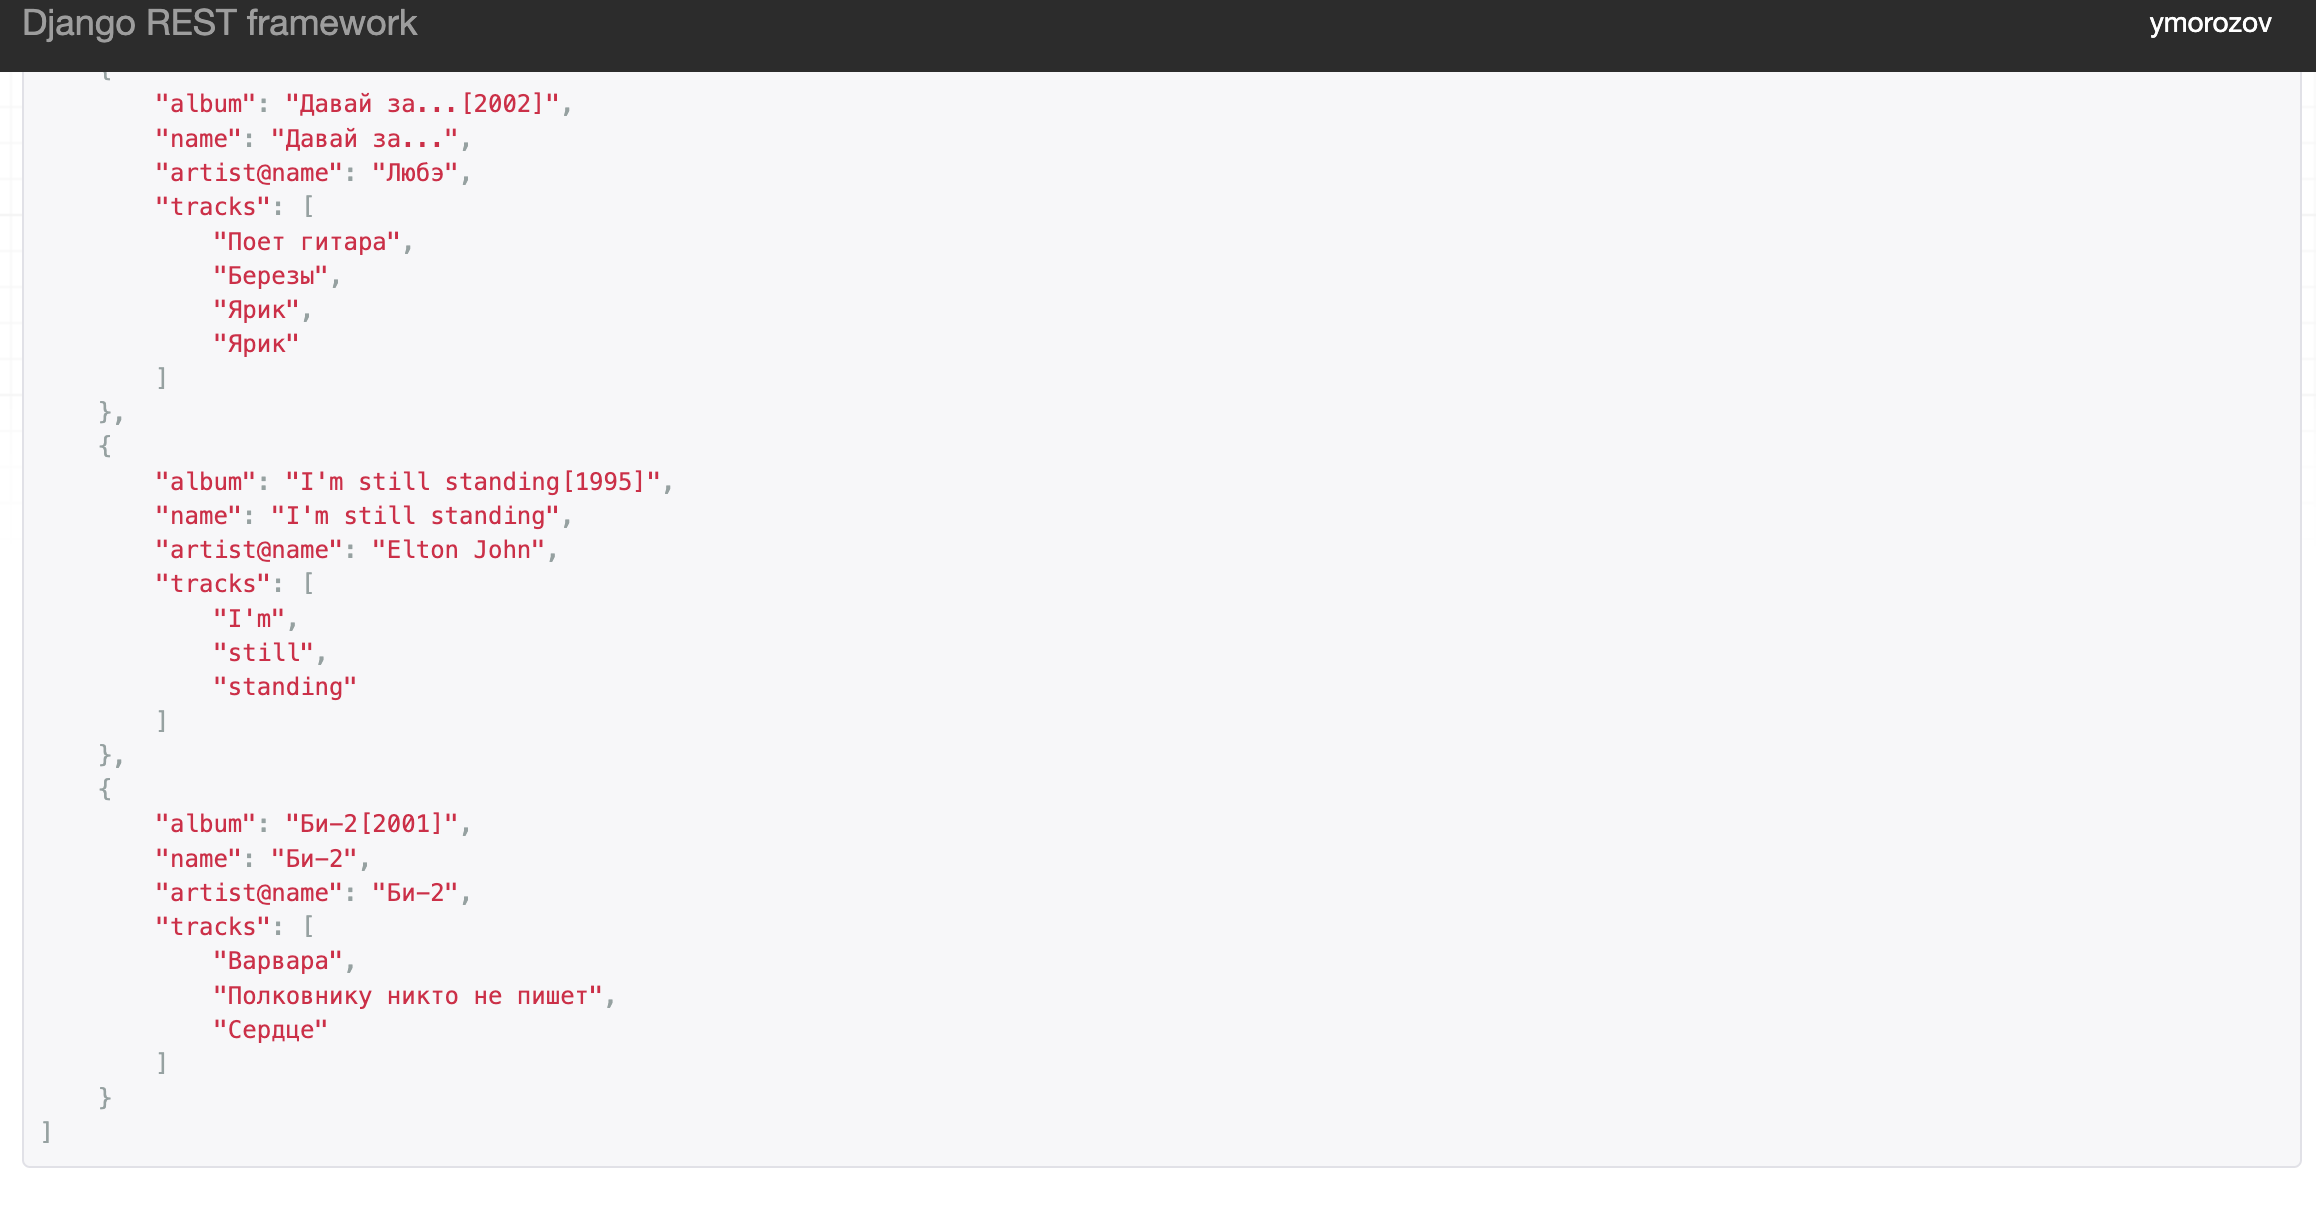 Django REST framework
ymorozov
{
"album": "Давай за...[2002]",
"name": "Давай за...",
"artist@name": "Любэ",
"tracks": [
"Поет гитара",
"Березы",
"Ярик",
"Ярик"
]
},
{
"album": "I'm still standing[1995]",
"name": "I'm still standing",
"artist@name": "Elton John",
"tracks": [
"I'm",
"still",
"standing"
]
},
{
"album": "Би-2[2001]",
"name": "Би-2",
"artist@name": "Би-2",
"tracks": [
"Варвара",
"Полковнику никто не пишет",
"Сердце"
]
}
]